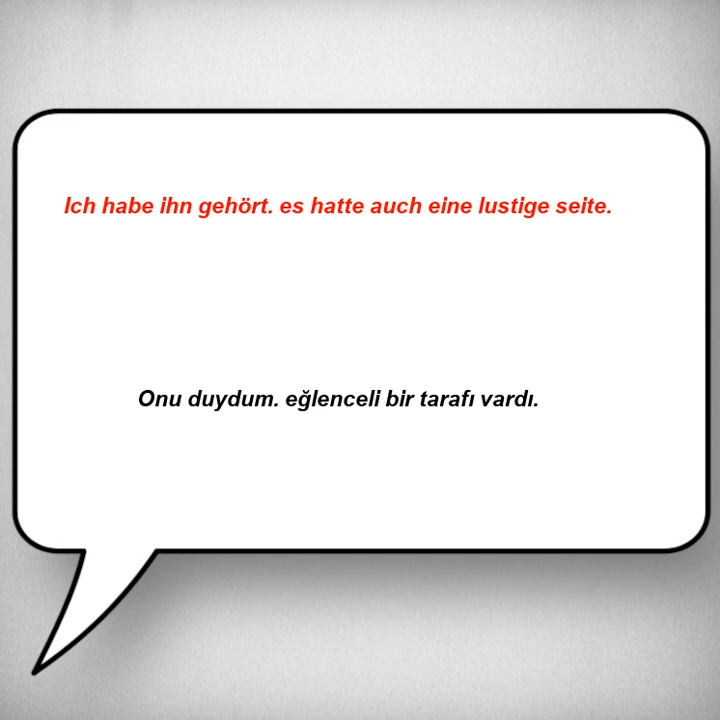 Ich habe ihn gehört. es hatte auch eine lustige seite.
Onu duydum. eğlenceli bir tarafı vardı.